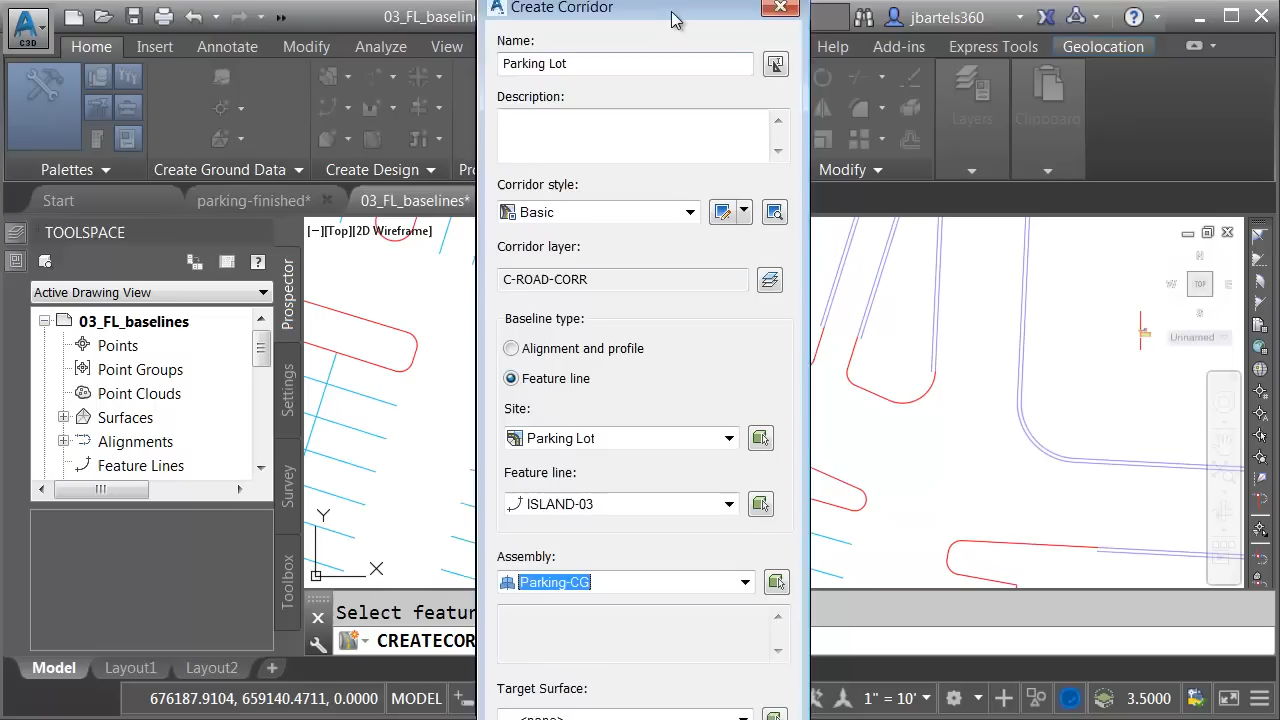 03_FL_baseline
Create Corridor
jbartels360
C3D
Home
Insert
Annotate
Modify
Analyze
View
Help
Add-ins
Express Tools
Geolocation
Name:
Parking Lot
Description:
Layers
Clipboard
Palettes
Create Ground Data
Create Design
Modify
Start
parking-finished*
03_FL_baselines*
Corridor style:
Basic
TOOLSPACE
[−][Top][2D Wireframe]
Corridor layer:
C-ROAD-CORR
Active Drawing View
03_FL_baselines
Points
Point Groups
Point Clouds
Surfaces
Alignments
Feature Lines
Prospector
Settings
Survey
Toolbox
N
W
TOP
E
S
Unnamed
Baseline type:
Alignment and profile
Feature line
Site:
Parking Lot
Feature line:
ISLAND-03
Assembly:
Parking-CG
Y
X
Select featur
CREATECOR
Target Surface:
<none>
Model
Layout1
Layout2
+
676187.9104, 659140.4711, 0.0000
MODEL
1" = 10'
3.5000